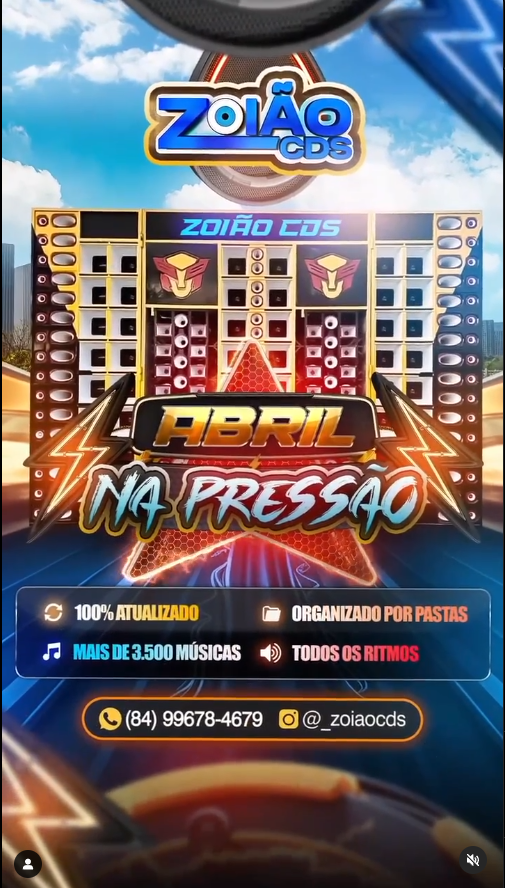 ZOIÃO
CDS
ZOIÃO CDS
ABRIL
NA PRESSÃO
100% ATUALIZADO
ORGANIZADO POR PASTAS
MAIS DE 3.500 MÚSICAS
TODOS OS RITMOS
(84) 99678-4679
@_zoiaocds